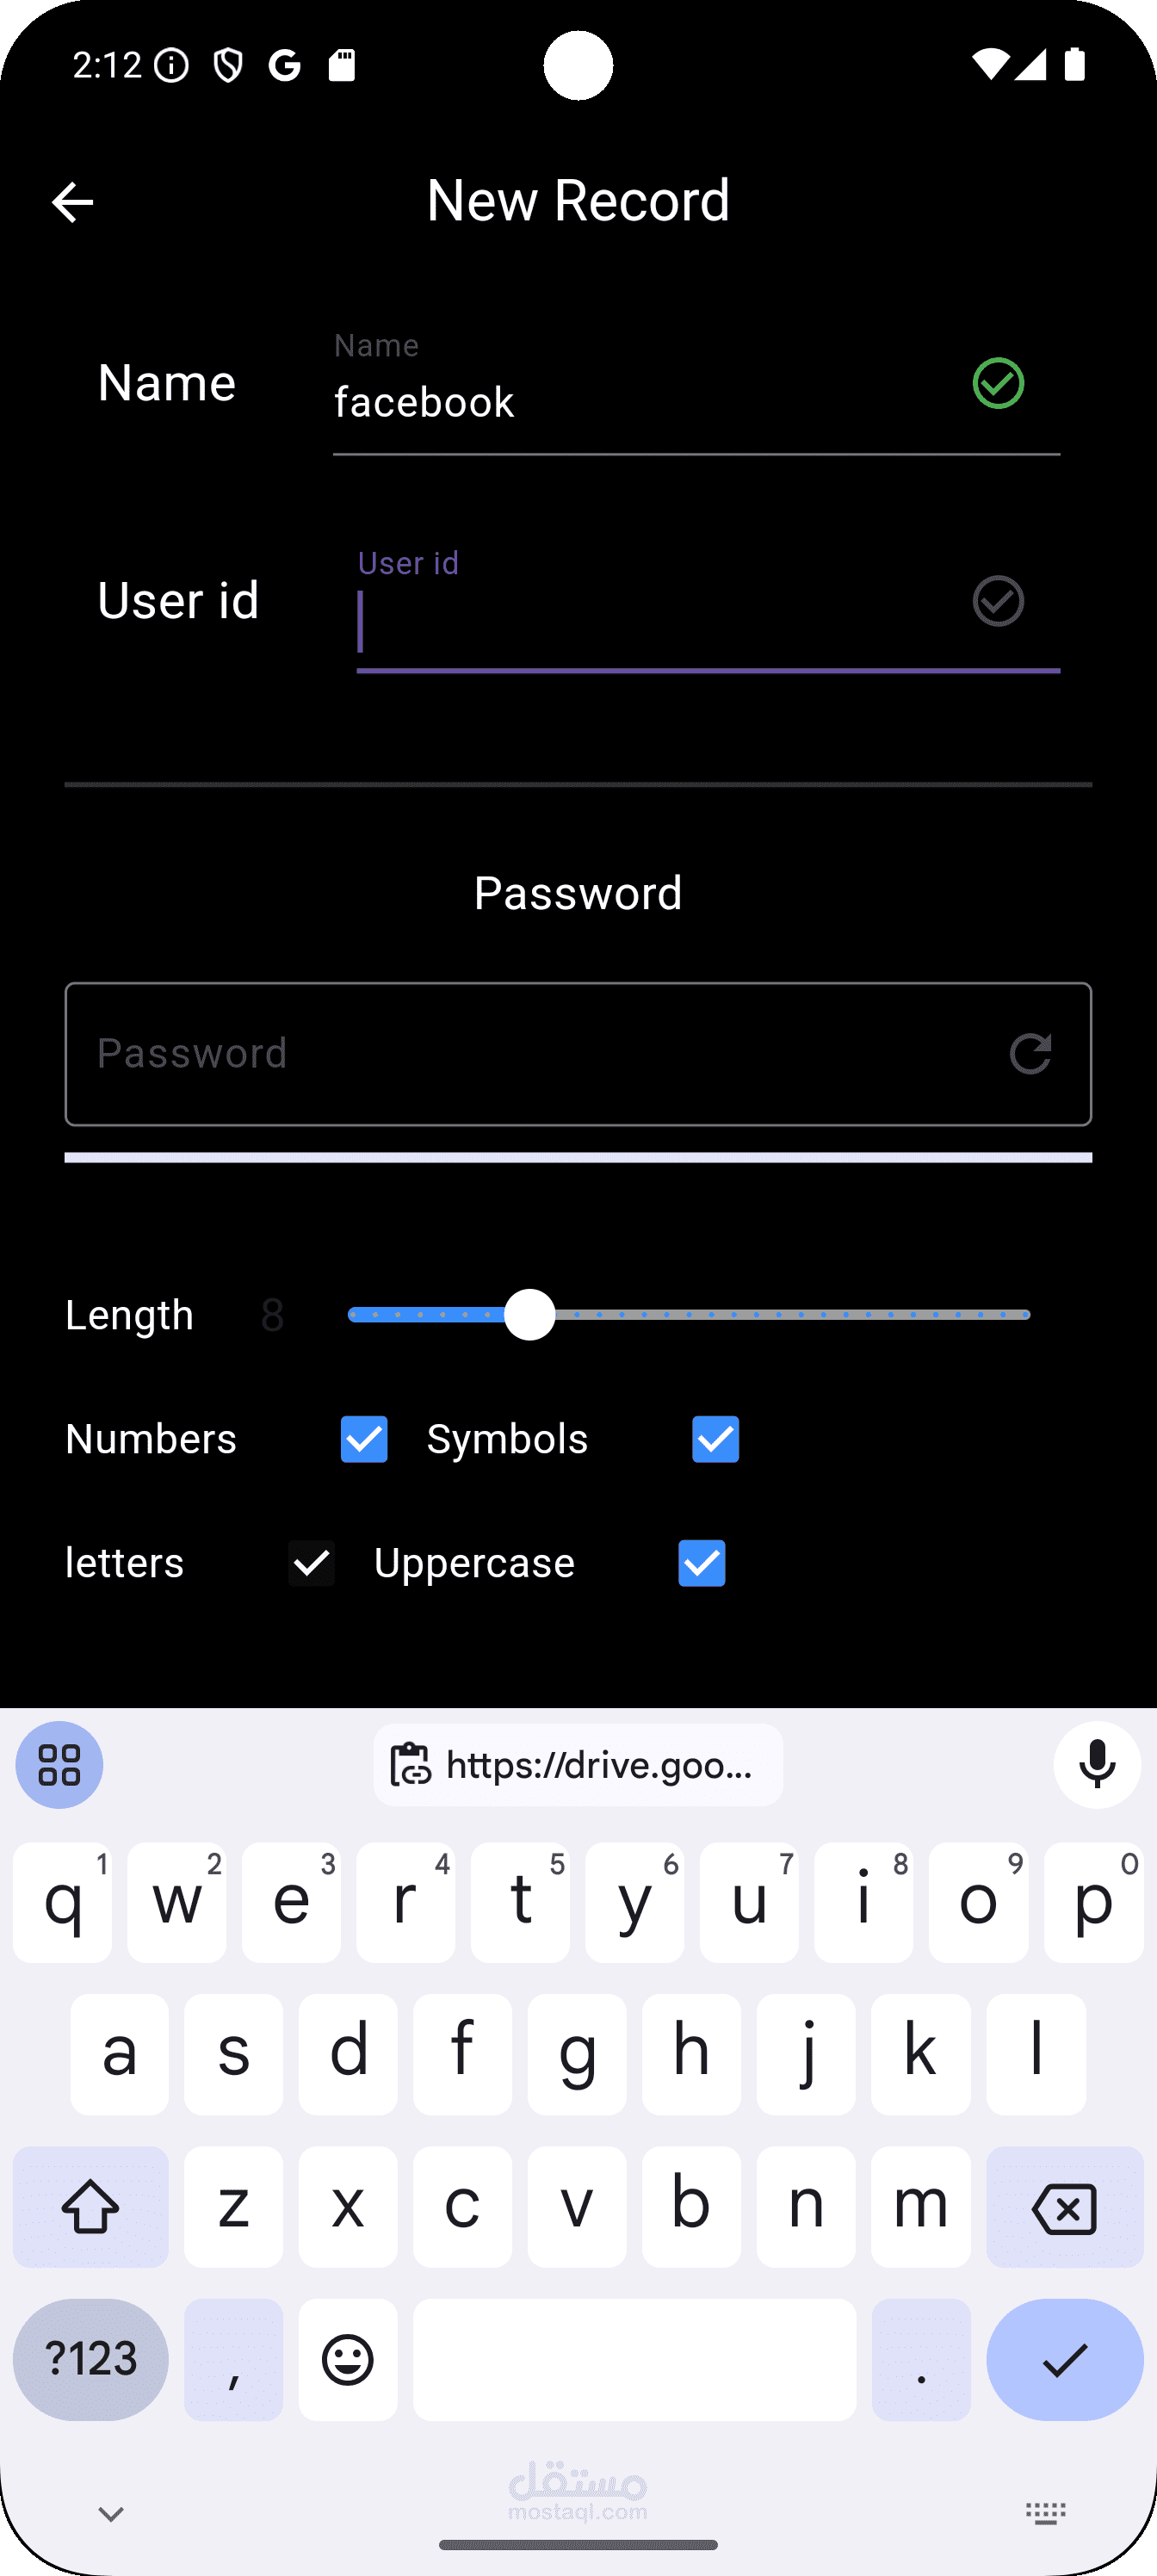 2:12
New Record
Name
Name
facebook
User id
User id
Password
Password
Length 8
Numbers Symbols
letters Uppercase
https://drive.goo...
q 1 w 2 e 3 r 4 t 5 y 6 u 7 i 8 o 9 p 0
a s d f g h j k l
z x c v b n m
?123 , .
مستقل
mostaql.com